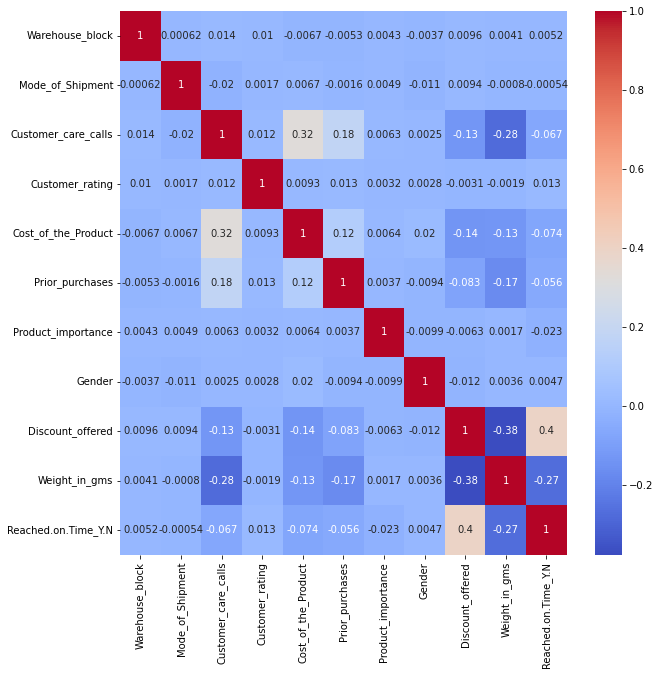 Warehouse_block 1 0.00062 0.014 0.01 -0.0067 -0.0053 0.0043 -0.0037 0.0096 0.0041 0.0052
Mode_of_Shipment 0.00062 1 -0.02 0.0017 0.0067 -0.0016 0.0049 -0.011 0.0094 -0.0008 -0.00054
Customer_care_calls 0.014 -0.02 1 0.012 0.32 0.18 0.0063 0.0025 -0.13 -0.28 -0.067
Customer_rating 0.01 0.0017 0.012 1 0.0093 0.013 0.0032 0.0028 -0.0031 -0.0019 0.013
Cost_of_the_Product -0.0067 0.0067 0.32 0.0093 1 0.12 0.0064 0.02 -0.14 -0.13 -0.074
Prior_purchases -0.0053 -0.0016 0.18 0.013 0.12 1 0.0037 -0.0094 -0.083 -0.17 -0.056
Product_importance 0.0043 0.0049 0.0063 0.0032 0.0064 0.0037 1 -0.0099 -0.0063 0.0017 -0.023
Gender -0.0037 -0.011 0.0025 0.0028 0.02 -0.0094 -0.0099 1 -0.012 0.0036 0.0047
Discount_offered 0.0096 0.0094 -0.13 -0.0031 -0.14 -0.083 -0.0063 -0.012 1 -0.38 0.4
Weight_in_gms 0.0041 -0.0008 -0.28 -0.0019 -0.13 -0.17 0.0017 0.0036 -0.38 1 -0.27
Reached.on.Time_Y.N 0.0052 -0.00054 -0.067 0.013 -0.074 -0.056 -0.023 0.0047 0.4 -0.27 1
Warehouse_block
Mode_of_Shipment
Customer_care_calls
Customer_rating
Cost_of_the_Product
Prior_purchases
Product_importance
Gender
Discount_offered
Weight_in_gms
Reached.on.Time_Y.N
1.0
0.8
0.6
0.4
0.2
0.0
−0.2